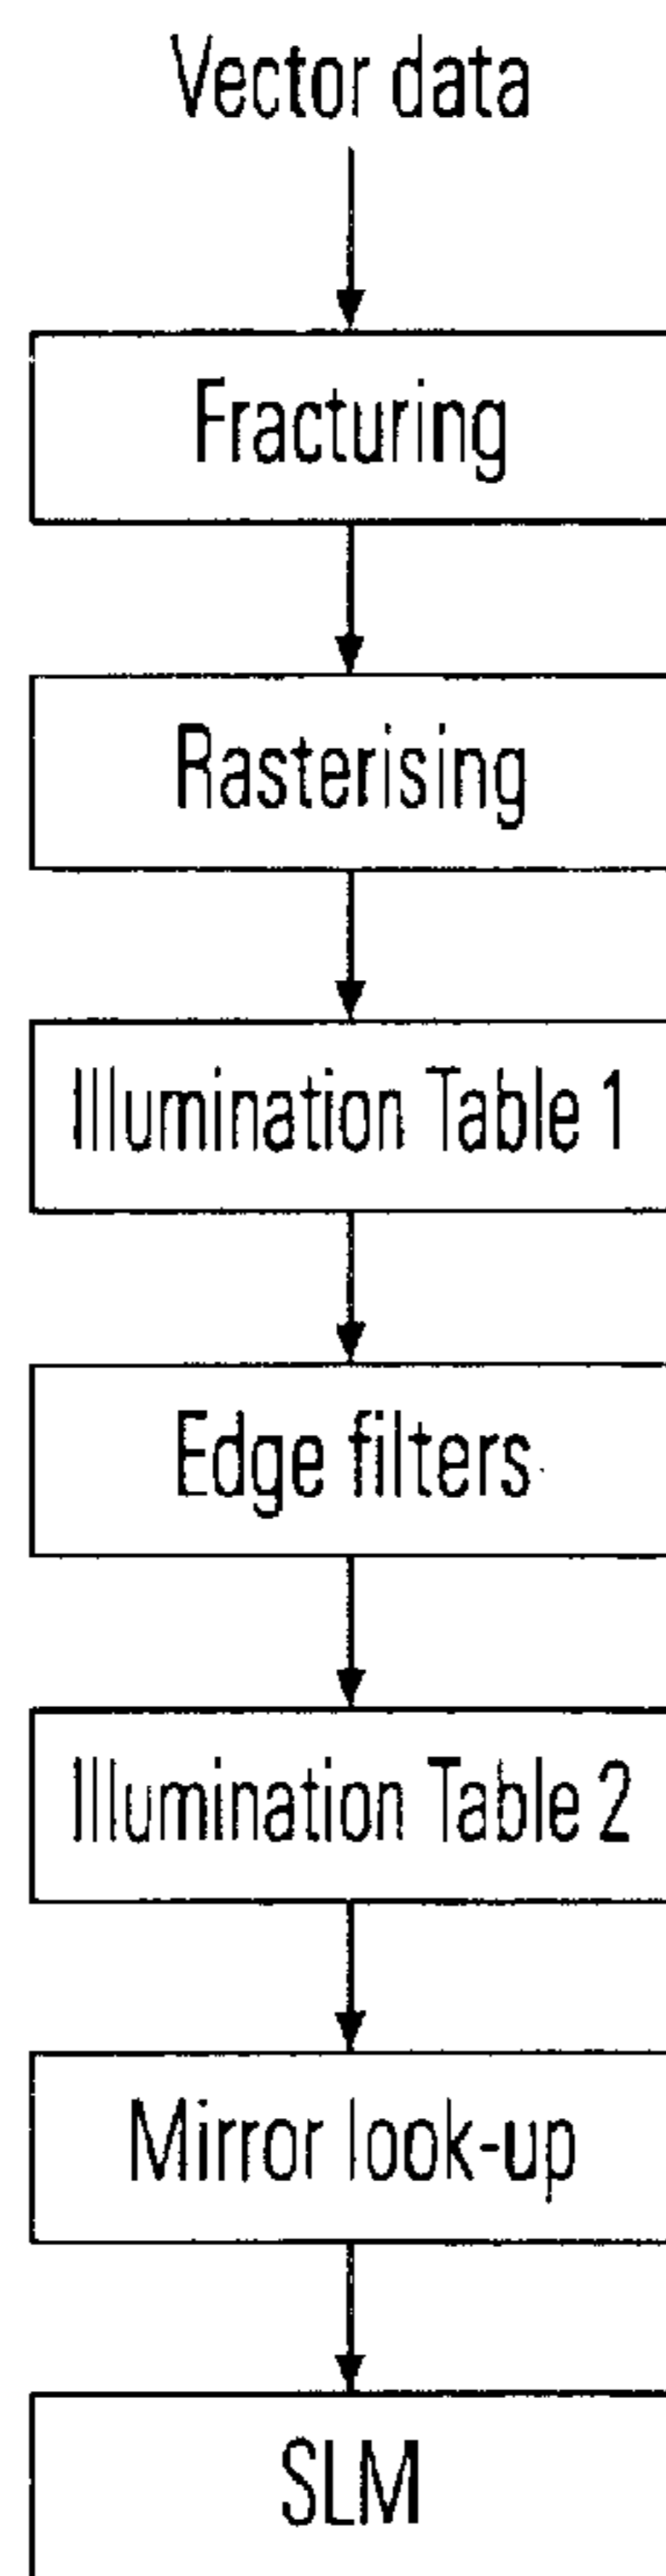 Vector data
Fracturing
Rasterising
Illumination Table 1
Edge filters
Illumination Table 2
Mirror look-up
SLM